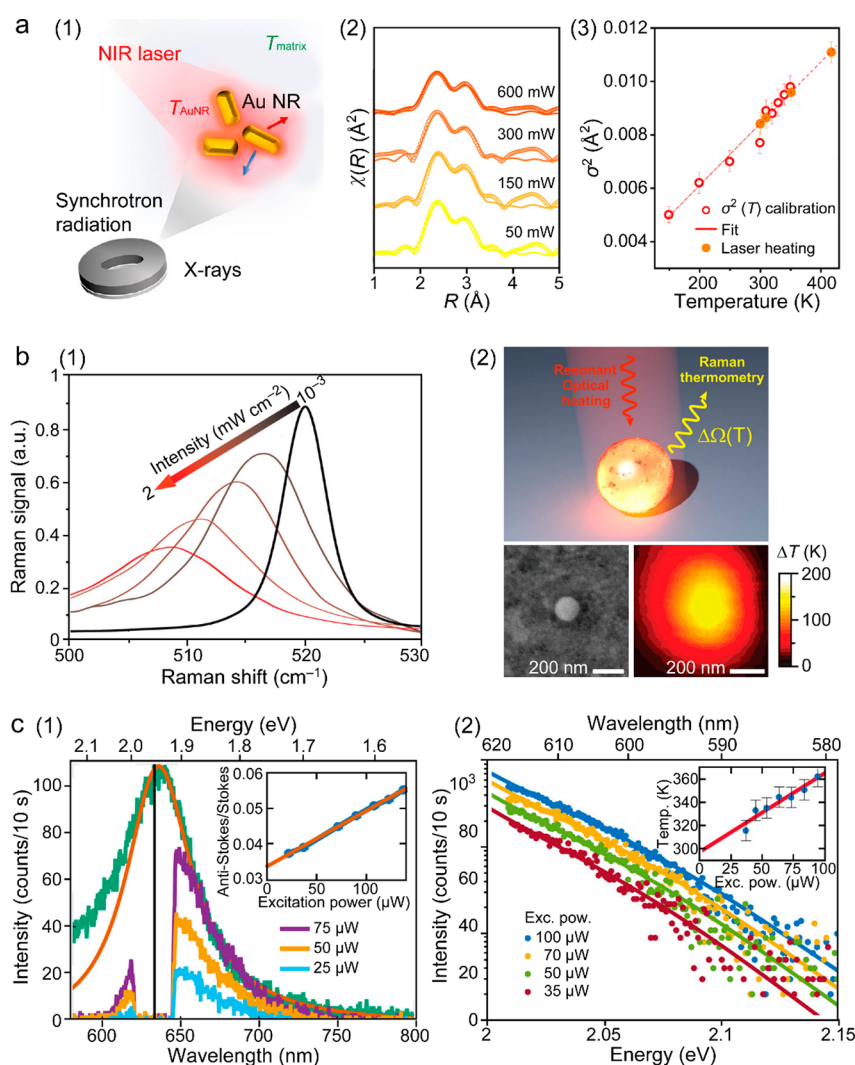 a
(1)
NIR laser
T_matrix
T_AuNR
Au NR
Synchrotron
radiation
X-rays
(2)
χ(R) (Å²)
600 mW
300 mW
150 mW
50 mW
1 2 3 4 5
R (Å)
(3)
σ² (Å²)
0.012
0.010
0.008
0.006
0.004
σ² (T) calibration
Fit
Laser heating
200 300 400
Temperature (K)
b
(1)
Raman signal (a.u.)
1
0.8
0.6
0.4
0.2
0
Intensity (mW cm⁻²)
10⁻³
2
500 510 520 530
Raman shift (cm⁻¹)
(2)
Resonant
Optical
heating
Raman
thermometry
ΔΩ(T)
200 nm
200 nm
ΔT (K)
200
100
0
c
(1)
Energy (eV)
2.1 2.0 1.9 1.8 1.7 1.6
Intensity (counts/10 s)
100
80
60
40
20
0
Anti-Stokes/Stokes
0.06
0.05
0.04
0.03
0 50 100
Excitation power (μW)
75 μW
50 μW
25 μW
600 650 700 750 800
Wavelength (nm)
(2)
Wavelength (nm)
620 610 600 590 580
Intensity (counts/10 s)
10³
80
60
40
20
0
Temp. (K)
360
340
320
300
0 25 50 75 100
Exc. pow. (μW)
Exc. pow.
100 μW
70 μW
50 μW
35 μW
2 2.05 2.1 2.15
Energy (eV)